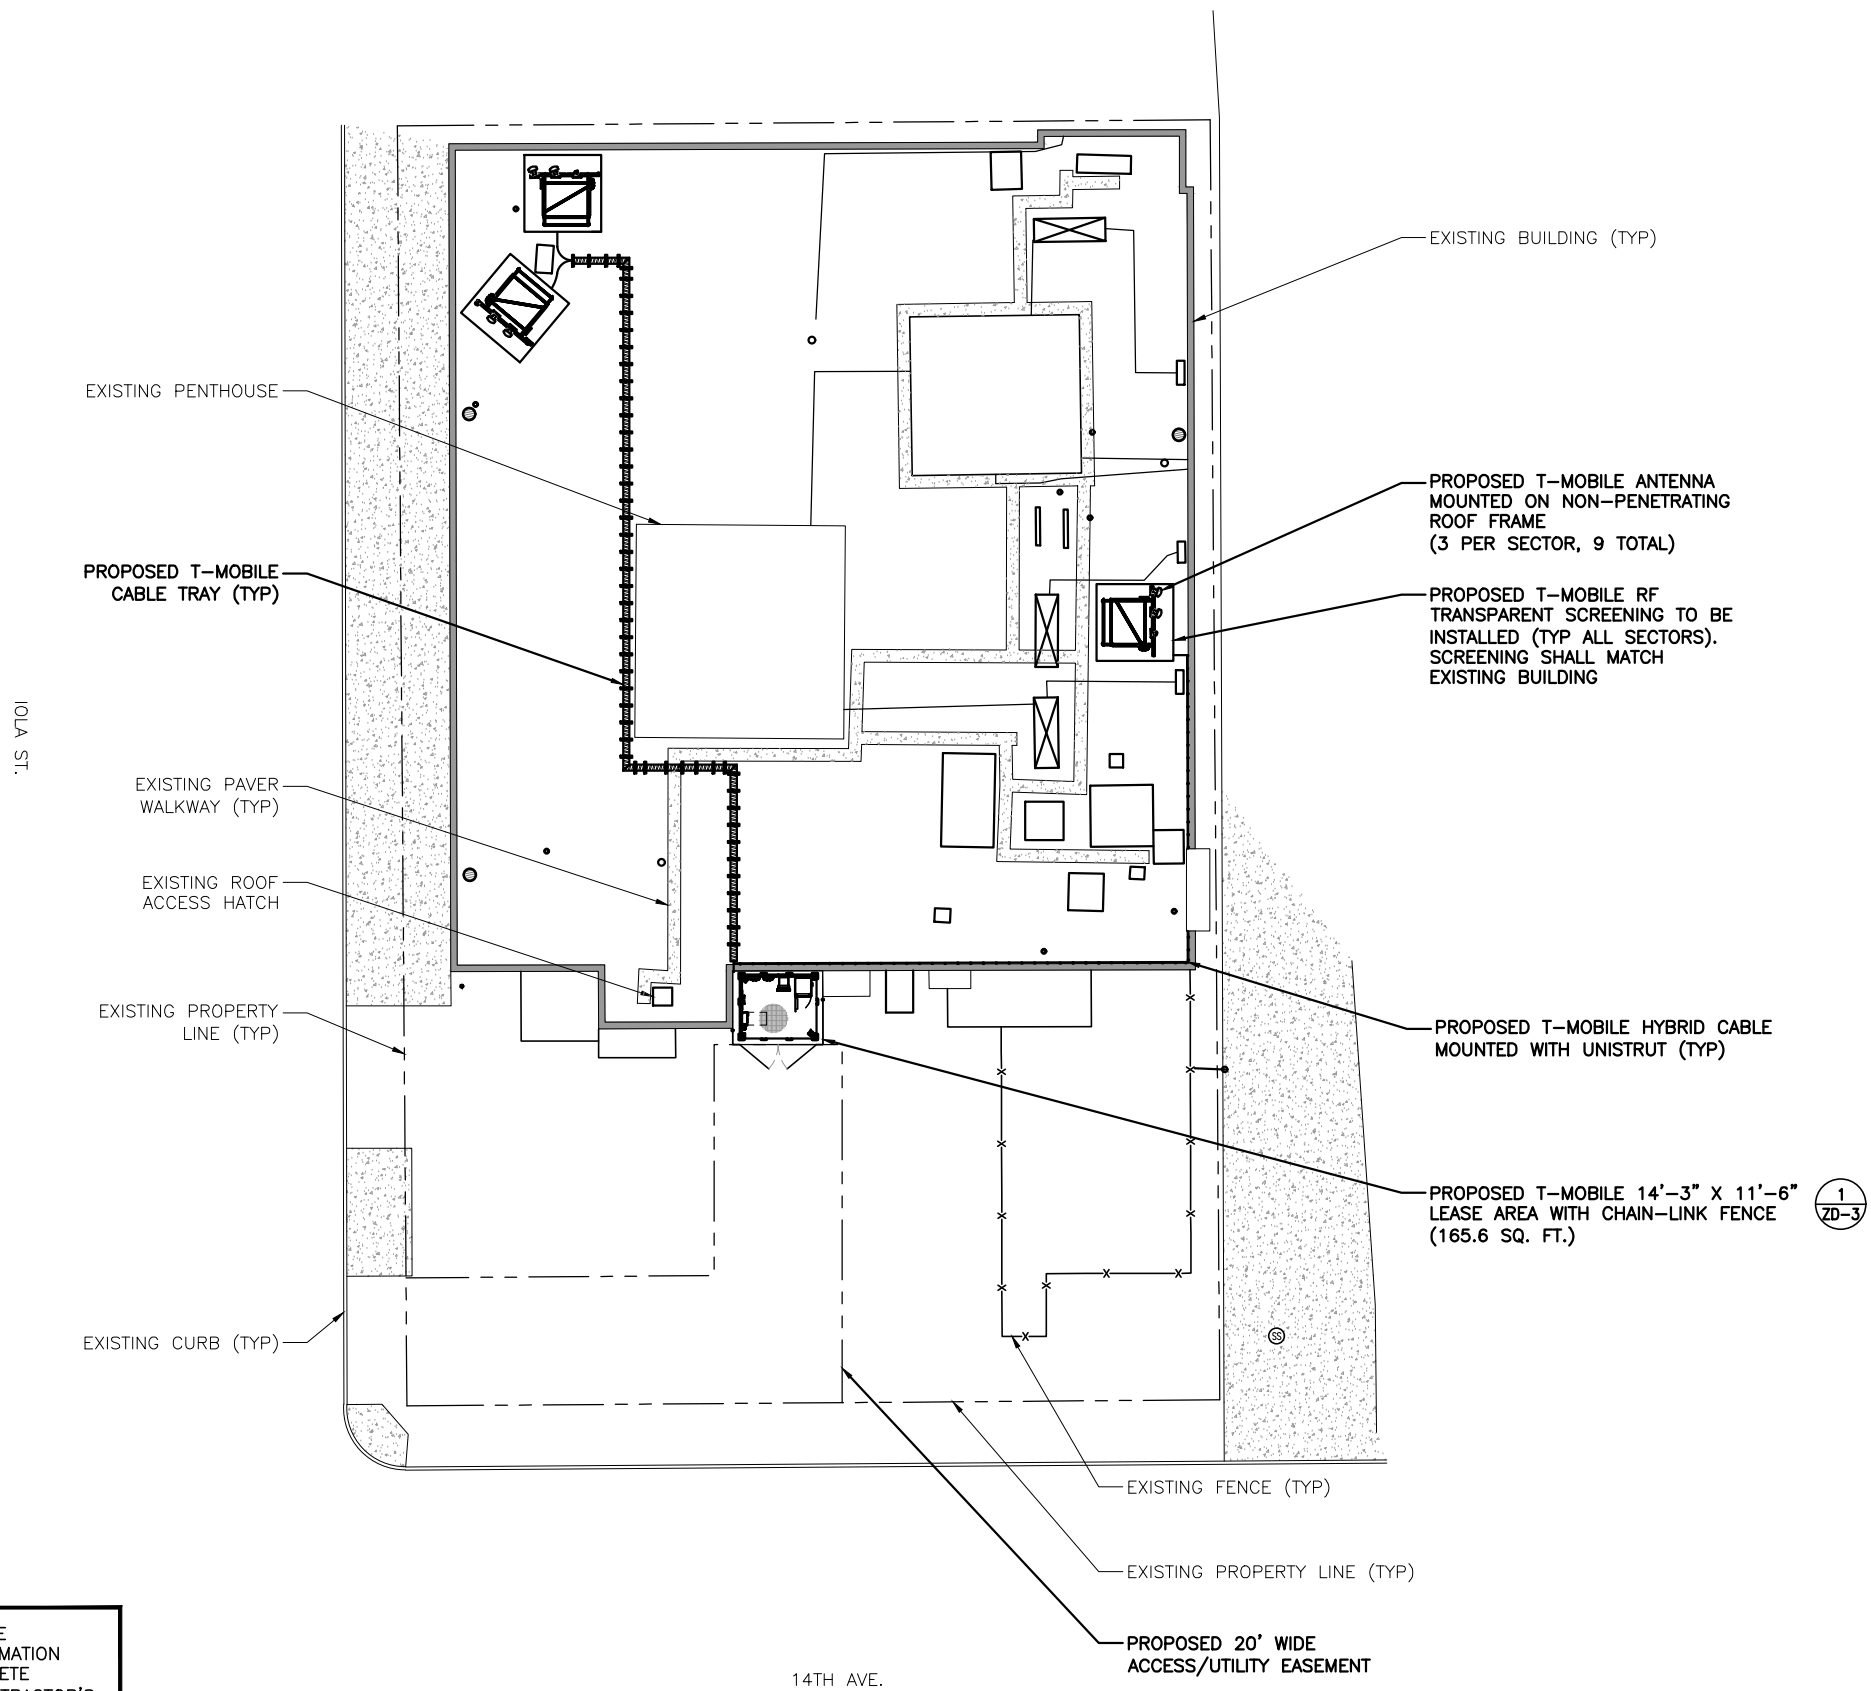 EXISTING BUILDING (TYP)
EXISTING PENTHOUSE
PROPOSED T-MOBILE ANTENNA
MOUNTED ON NON-PENETRATING
ROOF FRAME
(3 PER SECTOR, 9 TOTAL)
PROPOSED T-MOBILE
CABLE TRAY (TYP)
PROPOSED T-MOBILE RF
TRANSPARENT SCREENING TO BE
INSTALLED (TYP ALL SECTORS).
SCREENING SHALL MATCH
EXISTING BUILDING
IOLA ST.
EXISTING PAVER
WALKWAY (TYP)
EXISTING ROOF
ACCESS HATCH
EXISTING PROPERTY
LINE (TYP)
PROPOSED T-MOBILE HYBRID CABLE
MOUNTED WITH UNISTRUT (TYP)
PROPOSED T-MOBILE 14'-3" X 11'-6"
LEASE AREA WITH CHAIN-LINK FENCE
(165.6 SQ. FT.)
1
ZD-3
EXISTING CURB (TYP)
SS
EXISTING FENCE (TYP)
EXISTING PROPERTY LINE (TYP)
PROPOSED 20' WIDE
ACCESS/UTILITY EASEMENT
14TH AVE.